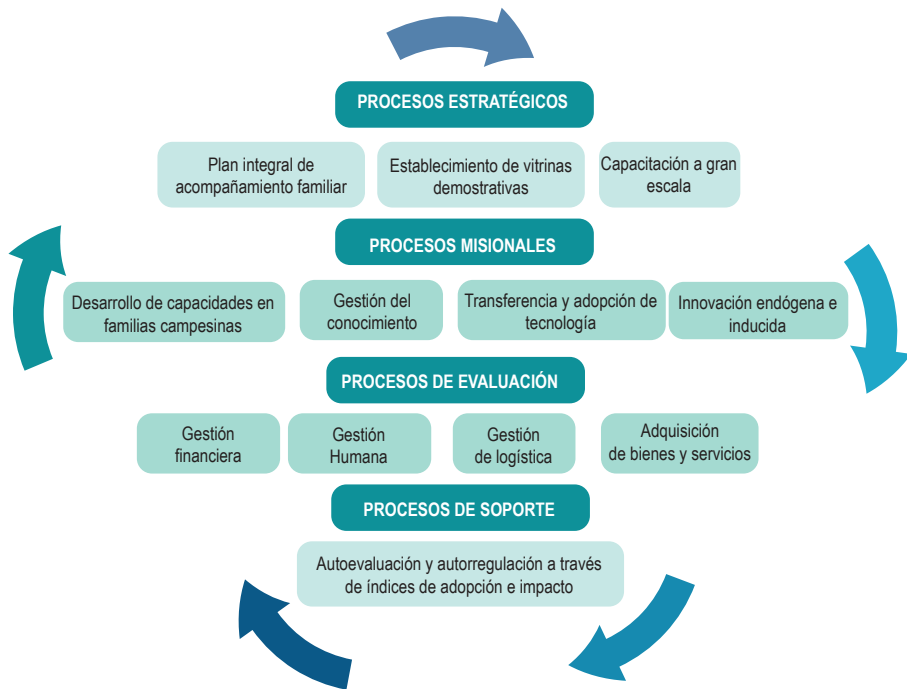 PROCESOS ESTRATÉGICOS
Plan integral de
acompañamiento familiar
Establecimiento de vitrinas
demostrativas
Capacitación a gran
escala
PROCESOS MISIONALES
Desarrollo de capacidades en
familias campesinas
Gestión del
conocimiento
Transferencia y adopción de
tecnología
Innovación endógena e
inducida
PROCESOS DE EVALUACIÓN
Gestión
financiera
Gestión
Humana
Gestión
de logística
Adquisición
de bienes y servicios
PROCESOS DE SOPORTE
Autoevaluación y autorregulación a través
de índices de adopción e impacto